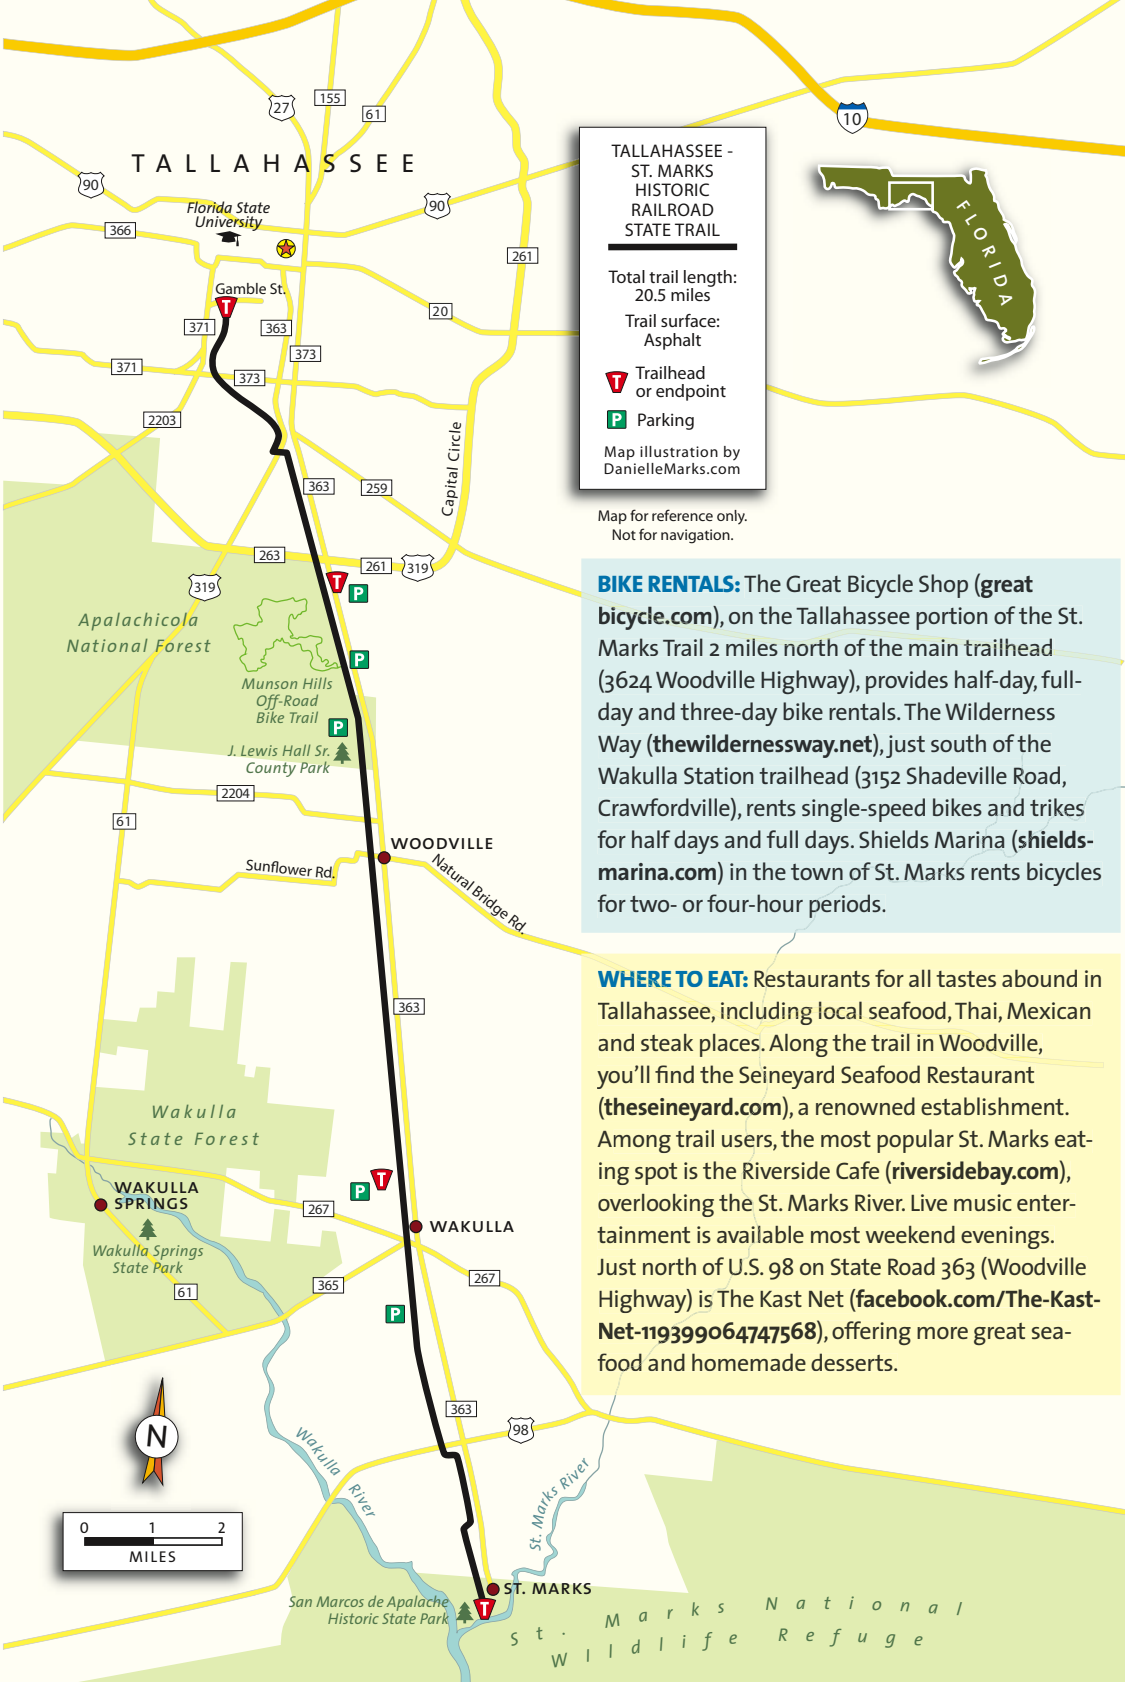 27
155
61
10
TALLAHASSEE
90
Florida State
University
90
366
261
Gamble St.
371
363
20
373
371
373
2203
Capital Circle
363
259
263
261
319
319
TALLAHASSEE -
ST. MARKS
HISTORIC
RAILROAD
STATE TRAIL
Total trail length:
20.5 miles
Trail surface:
Asphalt
T Trailhead
or endpoint
P Parking
Map illustration by
DanielleMarks.com
Map for reference only.
Not for navigation.
FLORIDA
T
T
P
P
P
Apalachicola
National Forest
Munson Hills
Off-Road
Bike Trail
J. Lewis Hall Sr.
County Park
2204
61
WOODVILLE
Sunflower Rd.
Natural Bridge Rd.
363
BIKE RENTALS: The Great Bicycle Shop (great
bicycle.com), on the Tallahassee portion of the St.
Marks Trail 2 miles north of the main trailhead
(3624 Woodville Highway), provides half-day, full-
day and three-day bike rentals. The Wilderness
Way (thewildernessway.net), just south of the
Wakulla Station trailhead (3152 Shadeville Road,
Crawfordville), rents single-speed bikes and trikes
for half days and full days. Shields Marina (shields-
marina.com) in the town of St. Marks rents bicycles
for two- or four-hour periods.
WHERE TO EAT: Restaurants for all tastes abound in
Tallahassee, including local seafood, Thai, Mexican
and steak places. Along the trail in Woodville,
you'll find the Seineyard Seafood Restaurant
(theseineyard.com), a renowned establishment.
Among trail users, the most popular St. Marks eat-
ing spot is the Riverside Cafe (riversidebay.com),
overlooking the St. Marks River. Live music enter-
tainment is available most weekend evenings.
Just north of U.S. 98 on State Road 363 (Woodville
Highway) is The Kast Net (facebook.com/The-Kast-
Net-119399064747568), offering more great sea-
food and homemade desserts.
Wakulla
State Forest
P
T
WAKULLA
SPRINGS
267
WAKULLA
Wakulla Springs
State Park
61
365
267
P
363
98
N
Wakulla River
St. Marks River
0 1 2
MILES
San Marcos de Apalache
Historic State Park
ST. MARKS
T
St. Marks National
Wildlife Refuge